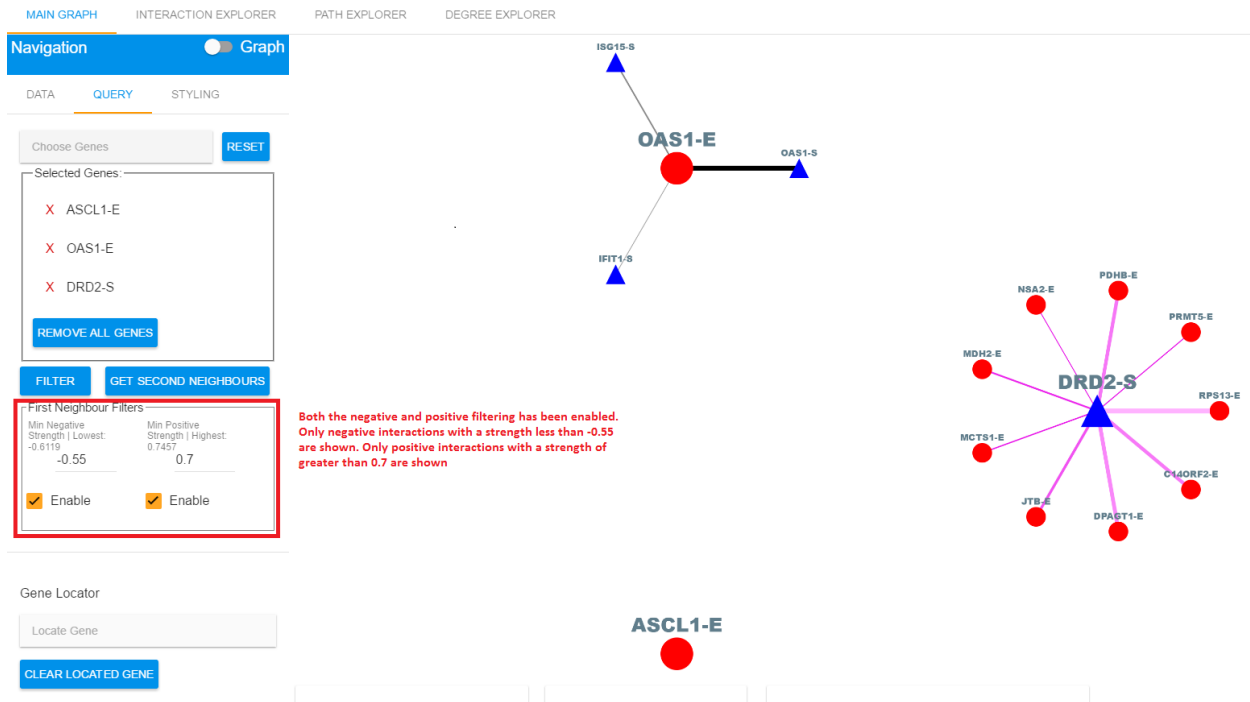 MAIN GRAPH INTERACTION EXPLORER PATH EXPLORER DEGREE EXPLORER
Navigation Graph
DATA QUERY STYLING
Choose Genes RESET
Selected Genes:
X ASCL1-E
X OAS1-E
X DRD2-S
REMOVE ALL GENES
FILTER GET SECOND NEIGHBOURS
First Neighbour Filters
Min Negative
Strength | Lowest:
-0.6119
-0.55
Min Positive
Strength | Highest:
0.7457
0.7
Enable Enable
Gene Locator
Locate Gene
CLEAR LOCATED GENE
Both the negative and positive filtering has been enabled.
Only negative interactions with a strength less than -0.55
are shown. Only positive interactions with a strength of
greater than 0.7 are shown
ISG15-S
OAS1-E
OAS1-S
IFIT1-S
PDHB-E
NSA2-E
PRMT5-E
MDH2-E
DRD2-S
RPS13-E
MCTS1-E
C14ORF2-E
JTB-E
DPAGT1-E
ASCL1-E